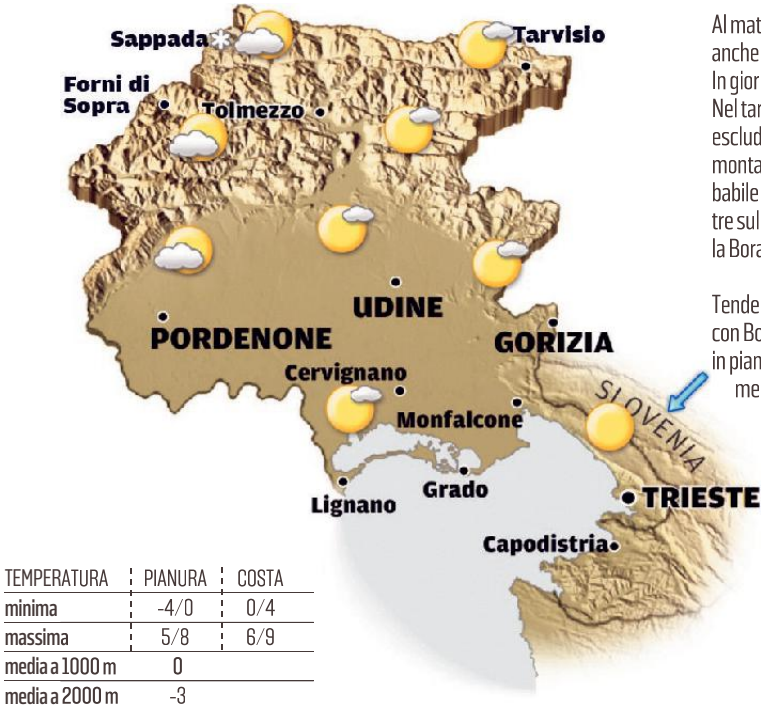 Sappada
Tarvisio
Forni di
Sopra
Tolmezzo
UDINE
PORDENONE
GORIZIA
Cervignano
Monfalcone
SLOVENIA
Lignano
Grado
TRIESTE
Capodistria
Al mat
anche
In gior
Nel tar
esclud
monta
babile
tre sul
la Bora
Tende
con Bo
in pian
me
TEMPERATURA PIANURA COSTA
minima -4/0 0/4
massima 5/8 6/9
media a 1000 m 0
media a 2000 m -3